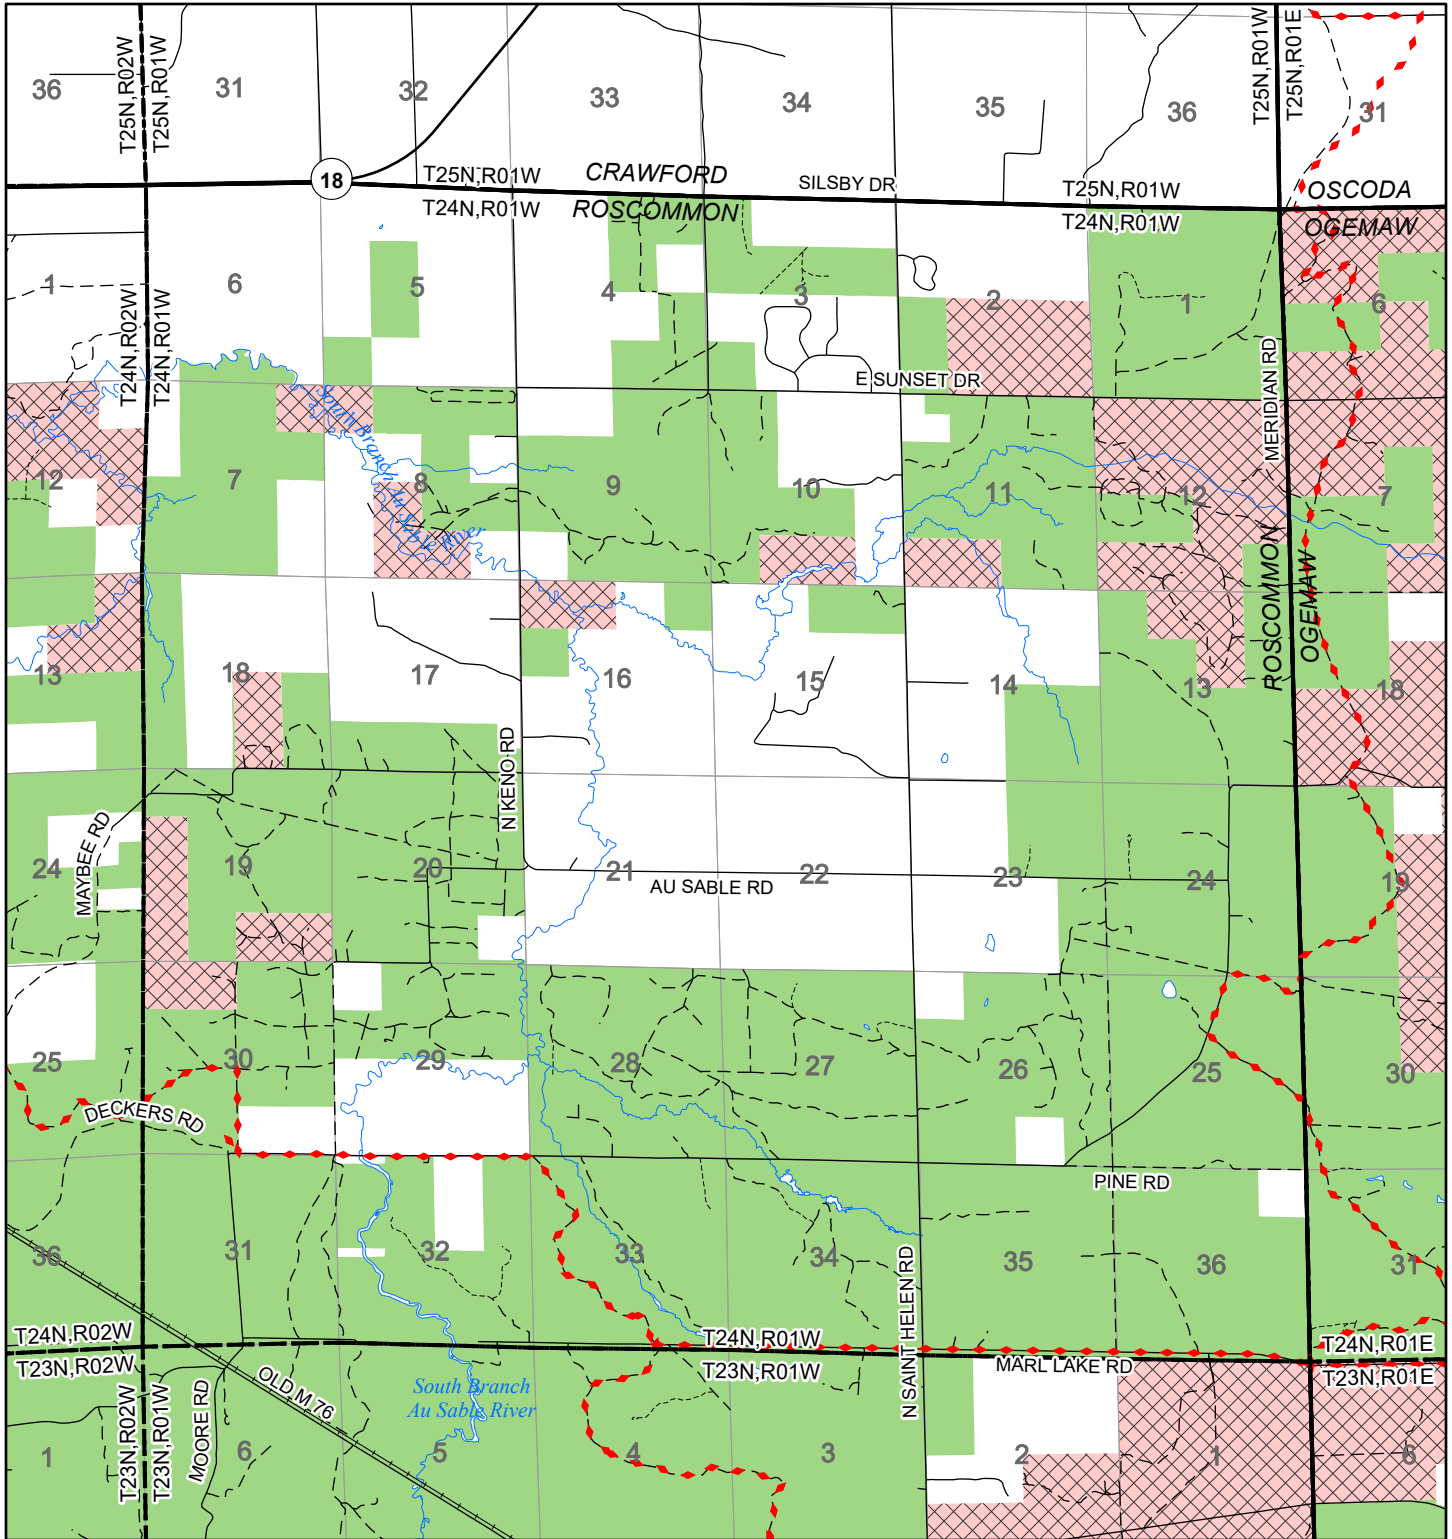 T25N,R02W
T25N,R01W
T25N,R01W
T25N,R01E
36
31
32
33
34
35
36
31
18
T25N,R01W
CRAWFORD
SILSBY DR
T25N,R01W
OSCODA
T24N,R01W
ROSCOMMON
T24N,R01W
OGEMAW
1
6
5
4
3
2
1
6
T24N,R02W
T24N,R01W
MERIDIAN RD
E SUNSET DR
South Branch
Au Sable River
12
7
8
9
10
11
12
7
ROSCOMMON
OGEMAW
13
18
17
16
15
14
13
18
N KENO RD
MAYBEE RD
24
19
20
21
22
23
24
19
AU SABLE RD
25
30
29
28
27
26
25
30
DECKERS RD
PINE RD
36
31
32
33
34
35
36
31
N SAINT HELEN RD
T24N,R02W
T24N,R01W
T24N,R01E
T23N,R02W
T23N,R01W
MARL LAKE RD
T23N,R01E
T23N,R02W
T23N,R01W
MOORE RD
OLD M 76
South Branch
Au Sable River
1
6
5
4
3
2
1
6